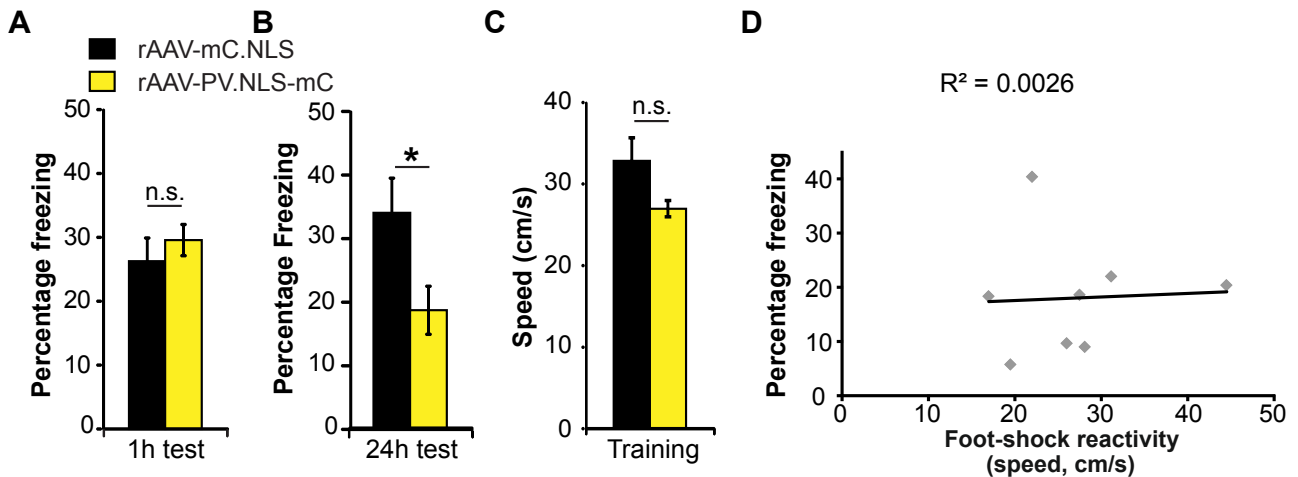 A
B
C
D
rAAV-mC.NLS
rAAV-PV.NLS-mC
Percentage freezing
50
40
30
20
10
0
n.s.
1h test
Percentage Freezing
50
40
30
20
10
0
*
24h test
Speed (cm/s)
40
30
20
10
0
n.s.
Training
R² = 0.0026
Percentage freezing
40
30
20
10
0
0 10 20 30 40 50
Foot-shock reactivity
(speed, cm/s)